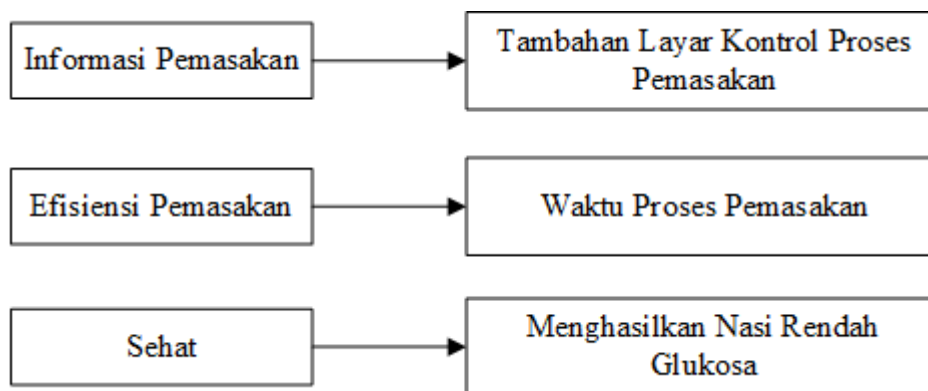 Informasi Pemasakan
Tambahan Layar Kontrol Proses
Pemasakan
Efisiensi Pemasakan
Waktu Proses Pemasakan
Sehat
Menghasilkan Nasi Rendah
Glukosa